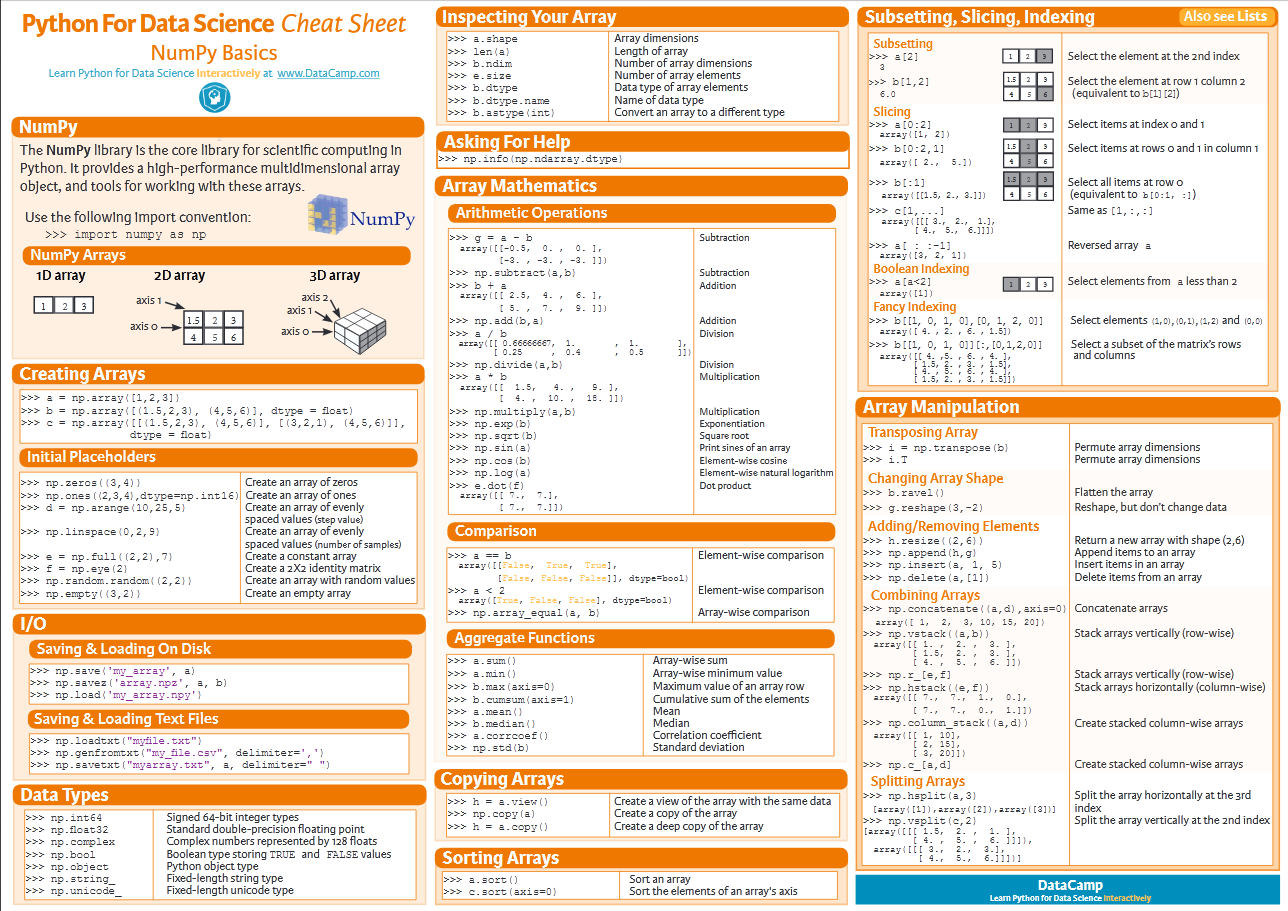 Python For Data Science Cheat Sheet
NumPy Basics
Learn Python for Data Science Interactively at www.DataCamp.com
NumPy
The NumPy library is the core library for scientific computing in
Python. It provides a high-performance multidimensional array
object, and tools for working with these arrays.
Use the following import convention:
>>> import numpy as np
NumPy
NumPy Arrays
1D array 2D array 3D array
1 2 3
axis 1
axis 0
1.5 2 3
4 5 6
axis 2
axis 1
axis 0
Creating Arrays
>>> a = np.array([1,2,3])
>>> b = np.array([(1.5,2,3), (4,5,6)], dtype = float)
>>> c = np.array([[(1.5,2,3), (4,5,6)], [(3,2,1), (4,5,6)]],
dtype = float)
Initial Placeholders
>>> np.zeros((3,4)) Create an array of zeros
>>> np.ones((2,3,4),dtype=np.int16) Create an array of ones
>>> d = np.arange(10,25,5) Create an array of evenly
spaced values (step value)
>>> np.linspace(0,2,9) Create an array of evenly
spaced values (number of samples)
>>> e = np.full((2,2),7) Create a constant array
>>> f = np.eye(2) Create a 2X2 identity matrix
>>> np.random.random((2,2)) Create an array with random values
>>> np.empty((3,2)) Create an empty array
I/O
Saving & Loading On Disk
>>> np.save('my_array', a)
>>> np.savez('array.npz', a, b)
>>> np.load('my_array.npy')
Saving & Loading Text Files
>>> np.loadtxt("myfile.txt")
>>> np.genfromtxt("my_file.csv", delimiter=',')
>>> np.savetxt("myarray.txt", a, delimiter=" ")
Data Types
>>> np.int64 Signed 64-bit integer types
>>> np.float32 Standard double-precision floating point
>>> np.complex Complex numbers represented by 128 floats
>>> np.bool Boolean type storing TRUE and FALSE values
>>> np.object Python object type
>>> np.string_ Fixed-length string type
>>> np.unicode_ Fixed-length unicode type
Inspecting Your Array
>>> a.shape Array dimensions
>>> len(a) Length of array
>>> b.ndim Number of array dimensions
>>> e.size Number of array elements
>>> b.dtype Data type of array elements
>>> b.dtype.name Name of data type
>>> b.astype(int) Convert an array to a different type
Asking For Help
>>> np.info(np.ndarray.dtype)
Array Mathematics
Arithmetic Operations
>>> g = a - b Subtraction
array([[-0.5, 0. , 0. ],
[-3. , -3. , -3. ]])
>>> np.subtract(a,b) Subtraction
>>> b + a Addition
array([[ 2.5, 4. , 6. ],
[ 5. , 7. , 9. ]])
>>> np.add(b,a) Addition
>>> a / b Division
array([[ 0.66666667, 1. , 1. ],
[ 0.25 , 0.4 , 0.5 ]])
>>> np.divide(a,b) Division
>>> a * b Multiplication
array([[ 1.5, 4. , 9. ],
[ 4. , 10. , 18. ]])
>>> np.multiply(a,b) Multiplication
>>> np.exp(b) Exponentiation
>>> np.sqrt(b) Square root
>>> np.sin(a) Print sines of an array
>>> np.cos(b) Element-wise cosine
>>> np.log(a) Element-wise natural logarithm
>>> e.dot(f) Dot product
array([[ 7., 7.],
[ 7., 7.]])
Comparison
>>> a == b Element-wise comparison
array([[False, True, True],
[False, False, False]], dtype=bool)
>>> a < 2 Element-wise comparison
array([True, False, False], dtype=bool)
>>> np.array_equal(a, b) Array-wise comparison
Aggregate Functions
>>> a.sum() Array-wise sum
>>> a.min() Array-wise minimum value
>>> b.max(axis=0) Maximum value of an array row
>>> b.cumsum(axis=1) Cumulative sum of the elements
>>> a.mean() Mean
>>> b.median() Median
>>> a.corrcoef() Correlation coefficient
>>> np.std(b) Standard deviation
Copying Arrays
>>> h = a.view() Create a view of the array with the same data
>>> np.copy(a) Create a copy of the array
>>> h = a.copy() Create a deep copy of the array
Sorting Arrays
>>> a.sort() Sort an array
>>> c.sort(axis=0) Sort the elements of an array's axis
Subsetting, Slicing, Indexing Also see Lists
Subsetting
>>> a[2] 1 2 3 Select the element at the 2nd index
3
>>> b[1,2] 1.5 2 3 Select the element at row 1 column 2
6.0 4 5 6 (equivalent to b[1][2])
Slicing
>>> a[0:2] 1 2 3 Select items at index 0 and 1
array([1, 2])
>>> b[0:2,1] 1.5 2 3 Select items at rows 0 and 1 in column 1
array([ 2., 5.]) 4 5 6
>>> b[:1] 1.5 2 3 Select all items at row 0
array([[1.5, 2., 3.]]) 4 5 6 (equivalent to b[0:1, :])
>>> c[1,...] Same as [1,:,:]
array([[[ 3., 2., 1.],
[ 4., 5., 6.]]])
>>> a[ : :-1] Reversed array a
array([3, 2, 1])
Boolean Indexing
>>> a[a<2] 1 2 3 Select elements from a less than 2
array([1])
Fancy Indexing
>>> b[[1, 0, 1, 0],[0, 1, 2, 0]] Select elements (1,0),(0,1),(1,2) and (0,0)
array([ 4. , 2. , 6. , 1.5])
>>> b[[1, 0, 1, 0]][:,[0,1,2,0]] Select a subset of the matrix's rows
array([[ 4. ,5. , 6. , 4. ], and columns
[ 1.5, 2. , 3. , 1.5],
[ 4. , 5. , 6. , 4. ],
[ 1.5, 2. , 3. , 1.5]])
Array Manipulation
Transposing Array
>>> i = np.transpose(b) Permute array dimensions
>>> i.T Permute array dimensions
Changing Array Shape
>>> b.ravel() Flatten the array
>>> g.reshape(3,-2) Reshape, but don't change data
Adding/Removing Elements
>>> h.resize((2,6)) Return a new array with shape (2,6)
>>> np.append(h,g) Append items to an array
>>> np.insert(a, 1, 5) Insert items in an array
>>> np.delete(a,[1]) Delete items from an array
Combining Arrays
>>> np.concatenate((a,d),axis=0) Concatenate arrays
array([ 1, 2, 3, 10, 15, 20])
>>> np.vstack((a,b)) Stack arrays vertically (row-wise)
array([[ 1. , 2. , 3. ],
[ 1.5, 2. , 3. ],
[ 4. , 5. , 6. ]])
>>> np.r_[e,f] Stack arrays vertically (row-wise)
>>> np.hstack((e,f)) Stack arrays horizontally (column-wise)
array([[ 7., 7., 1., 0.],
[ 7., 7., 0., 1.]])
>>> np.column_stack((a,d)) Create stacked column-wise arrays
array([[ 1, 10],
[ 2, 15],
[ 3, 20]])
>>> np.c_[a,d] Create stacked column-wise arrays
Splitting Arrays
>>> np.hsplit(a,3) Split the array horizontally at the 3rd
[array([1]),array([2]),array([3])] index
>>> np.vsplit(c,2) Split the array vertically at the 2nd index
[array([[[ 1.5, 2. , 1. ],
[ 4. , 5. , 6. ]]]),
array([[[ 3., 2., 3.],
[ 4., 5., 6.]]])]
DataCamp
Learn Python for Data Science Interactively